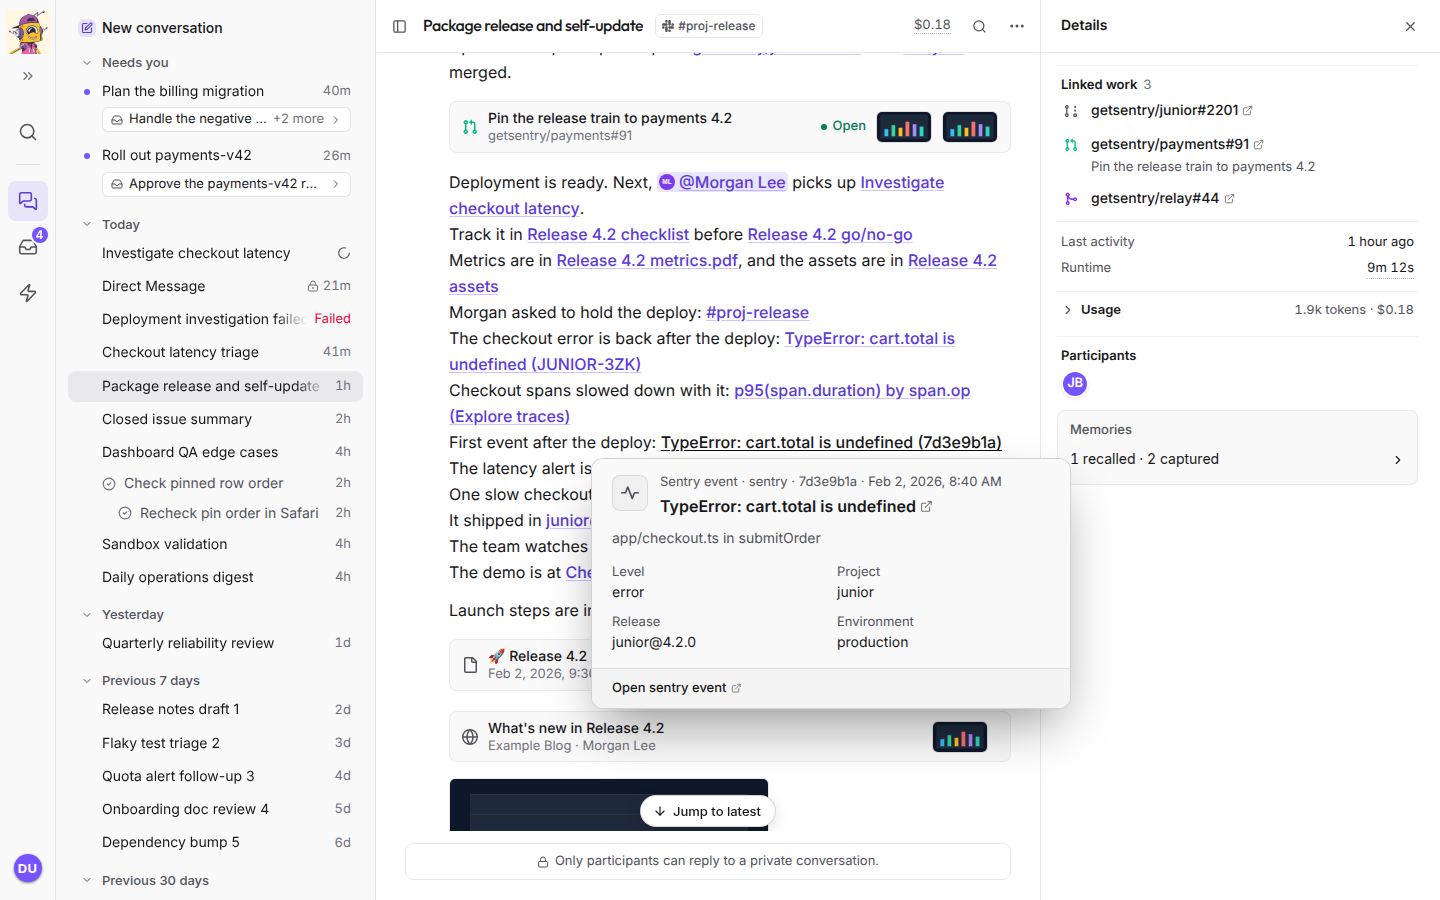 New conversation
Needs you
Plan the billing migration 40m
Handle the negative ... +2 more
Roll out payments-v42 26m
Approve the payments-v42 r...
Today
Investigate checkout latency
Direct Message 21m
Deployment investigation failed Failed
Checkout latency triage 41m
Package release and self-update 1h
Closed issue summary 2h
Dashboard QA edge cases 4h
Check pinned row order 2h
Recheck pin order in Safari 2h
Sandbox validation 4h
Daily operations digest 4h
Yesterday
Quarterly reliability review 1d
Previous 7 days
Release notes draft 1 2d
Flaky test triage 2 3d
Quota alert follow-up 3 4d
Onboarding doc review 4 5d
Dependency bump 5 6d
Previous 30 days
4
DU
Package release and self-update #proj-release $0.18
merged.
Pin the release train to payments 4.2
getsentry/payments#91
Open
Deployment is ready. Next, ML @Morgan Lee picks up Investigate
checkout latency.
Track it in Release 4.2 checklist before Release 4.2 go/no-go
Metrics are in Release 4.2 metrics.pdf, and the assets are in Release 4.2
assets
Morgan asked to hold the deploy: #proj-release
The checkout error is back after the deploy: TypeError: cart.total is
undefined (JUNIOR-3ZK)
Checkout spans slowed down with it: p95(span.duration) by span.op
(Explore traces)
First event after the deploy: TypeError: cart.total is undefined (7d3e9b1a)
The latency alert is
One slow checkout
It shipped in junior@
The team watches
The demo is at Che
Launch steps are in
🚀 Release 4.2
Feb 2, 2026, 9:30
What's new in Release 4.2
Example Blog · Morgan Lee
Jump to latest
Only participants can reply to a private conversation.
Sentry event · sentry · 7d3e9b1a · Feb 2, 2026, 8:40 AM
TypeError: cart.total is undefined
app/checkout.ts in submitOrder
Level Project
error junior
Release Environment
junior@4.2.0 production
Open sentry event
Details
Linked work 3
getsentry/junior#2201
getsentry/payments#91
Pin the release train to payments 4.2
getsentry/relay#44
Last activity 1 hour ago
Runtime 9m 12s
Usage 1.9k tokens · $0.18
Participants
JB
Memories
1 recalled · 2 captured